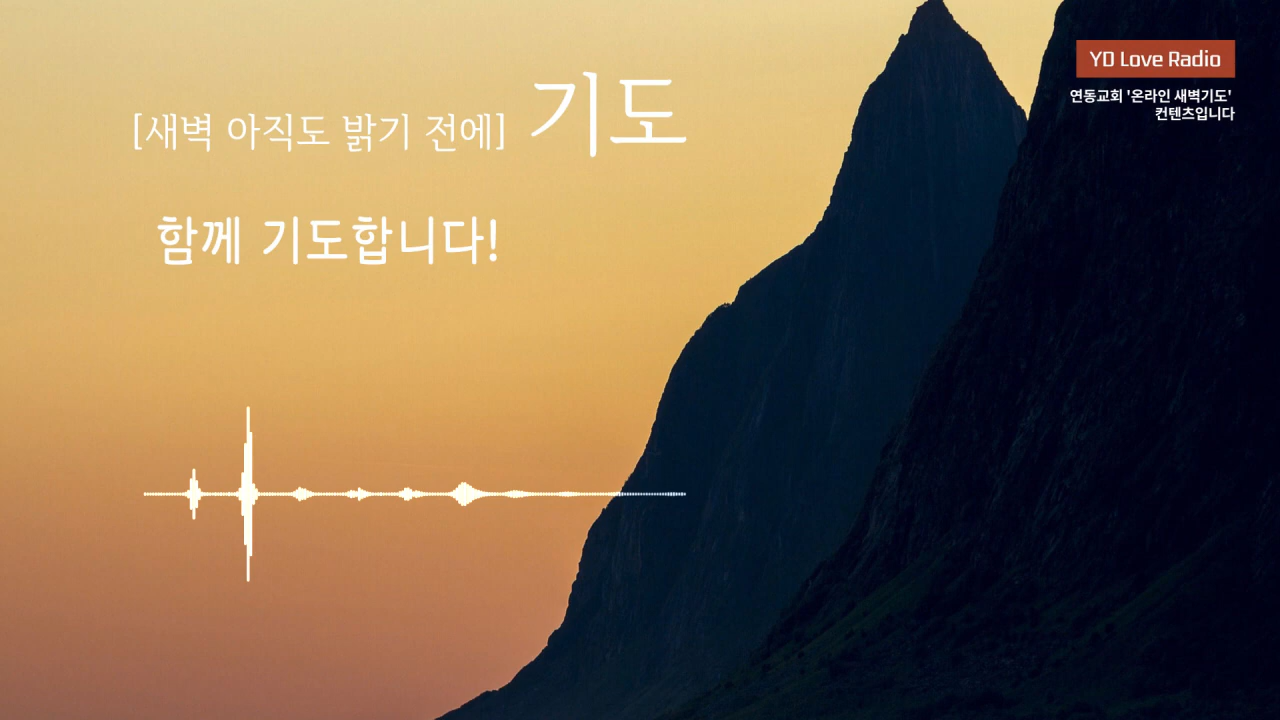 [새벽 아직도 밝기 전에] 기도
함께 기도합니다!
YD Love Radio
연동교회 '온라인 새벽기도'
컨텐츠입니다